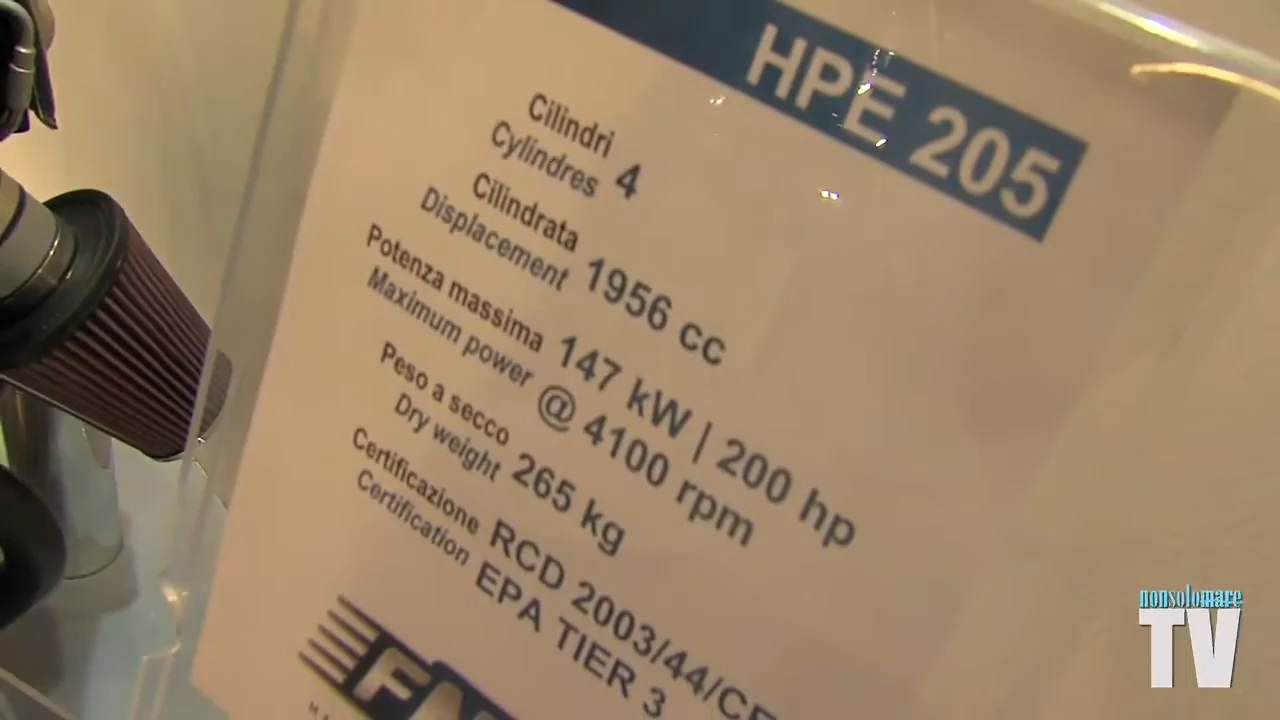 HPE 205
Cilindri
Cylindres 4
Cilindrata
Displacement 1956 cc
Potenza massima
Maximum power 147 kW | 200 hp
@ 4100 rpm
Peso a secco
Dry weight 265 kg
Certificazione
Certification RCD 2003/44/CE
EPA TIER 3
nonsolomare
TV